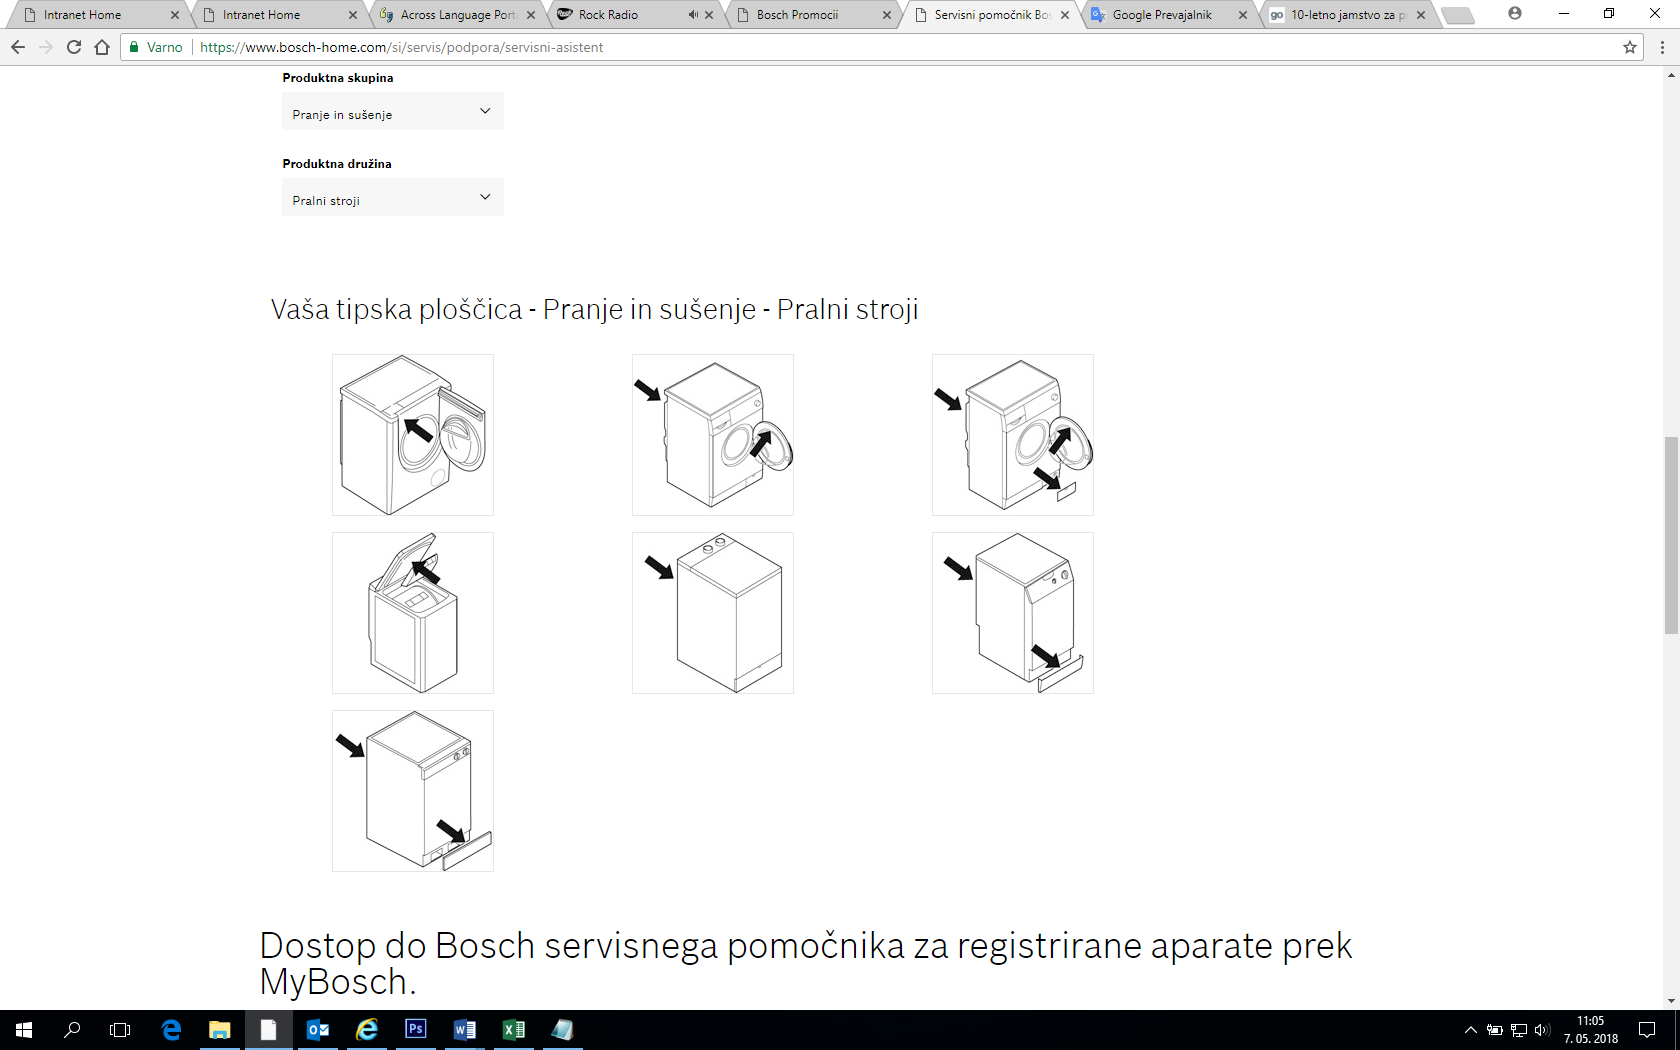 Intranet Home
Intranet Home
Across Language Port
Rock Radio
Bosch Promocii
Servisni pomočnik Bos
Google Prevajalnik
go 10-letno jamstvo za p
Varno
https://www.bosch-home.com/si/servis/podpora/servisni-asistent
Produktna skupina
Pranje in sušenje
Produktna družina
Pralni stroji
Vaša tipska ploščica - Pranje in sušenje - Pralni stroji
Dostop do Bosch servisnega pomočnika za registrirane aparate prek
MyBosch.
11:05
7. 05. 2018